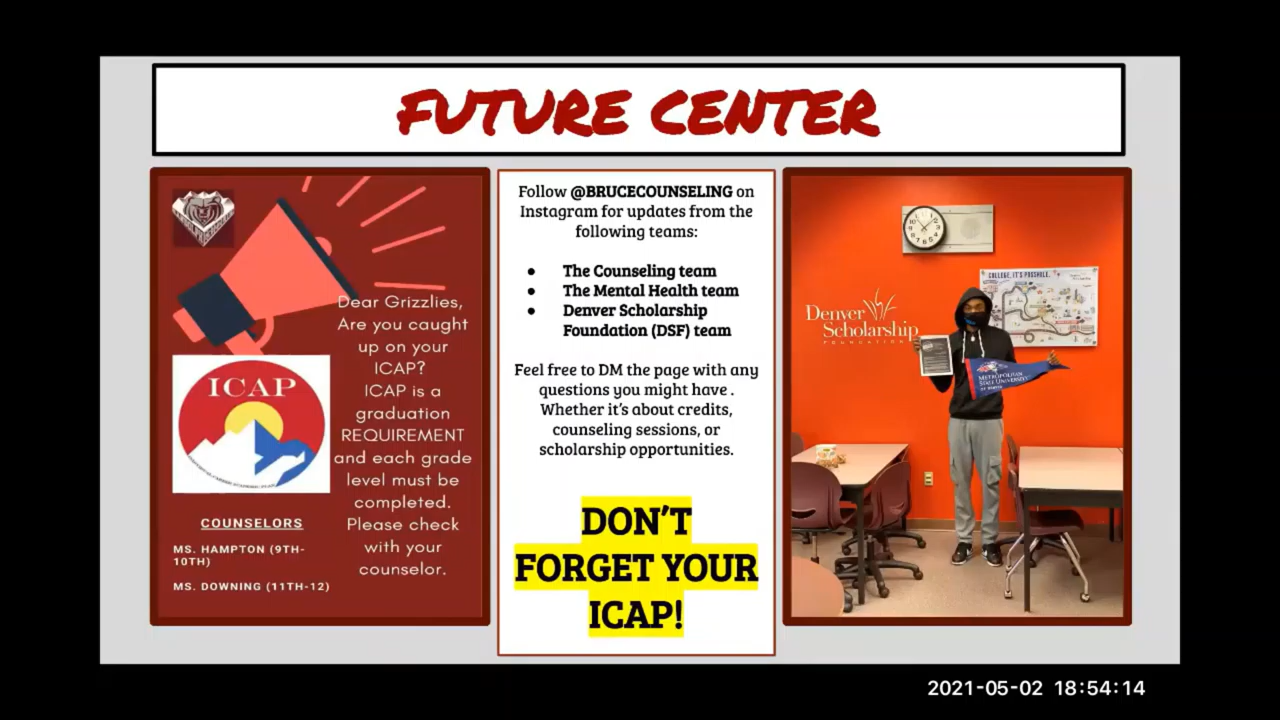 FUTURE CENTER
Dear Grizzlies,
Are you caught
up on your
ICAP?
ICAP is a
graduation
REQUIREMENT
and each grade
level must be
completed.
Please check
with your
counselor.
ICAP
COUNSELORS
MS. HAMPTON (9TH-
10TH)
MS. DOWNING (11TH-12)
Follow @BRUCECOUNSELING on
Instagram for updates from the
following teams:
● The Counseling team
● The Mental Health team
● Denver Scholarship
Foundation (DSF) team
Feel free to DM the page with any
questions you might have .
Whether it's about credits,
counseling sessions, or
scholarship opportunities.
DON'T
FORGET YOUR
ICAP!
COLLEGE. IT'S POSSIBLE.
Denver
Scholarship
FOUNDATION
METROPOLITAN
STATE UNIVERSITY
OF DENVER
2021-05-02 18:54:14